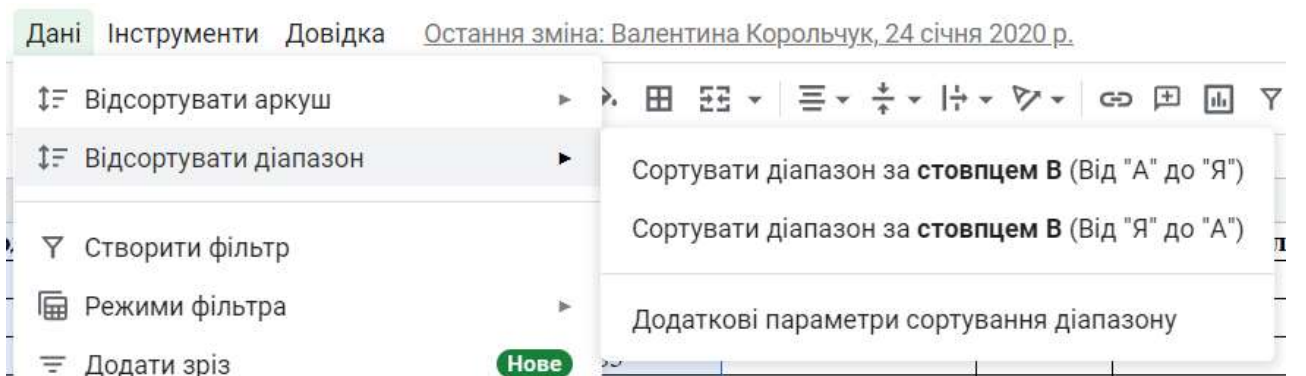 Дані Інструменти Довідка Остання зміна: Валентина Корольчук, 24 січня 2020 р.
Відсортувати аркуш
Відсортувати діапазон
Сортувати діапазон за стовпцем B (Від "А" до "Я")
Сортувати діапазон за стовпцем B (Від "Я" до "А")
Створити фільтр
Режими фільтра
Додаткові параметри сортування діапазону
Додати зріз Нове